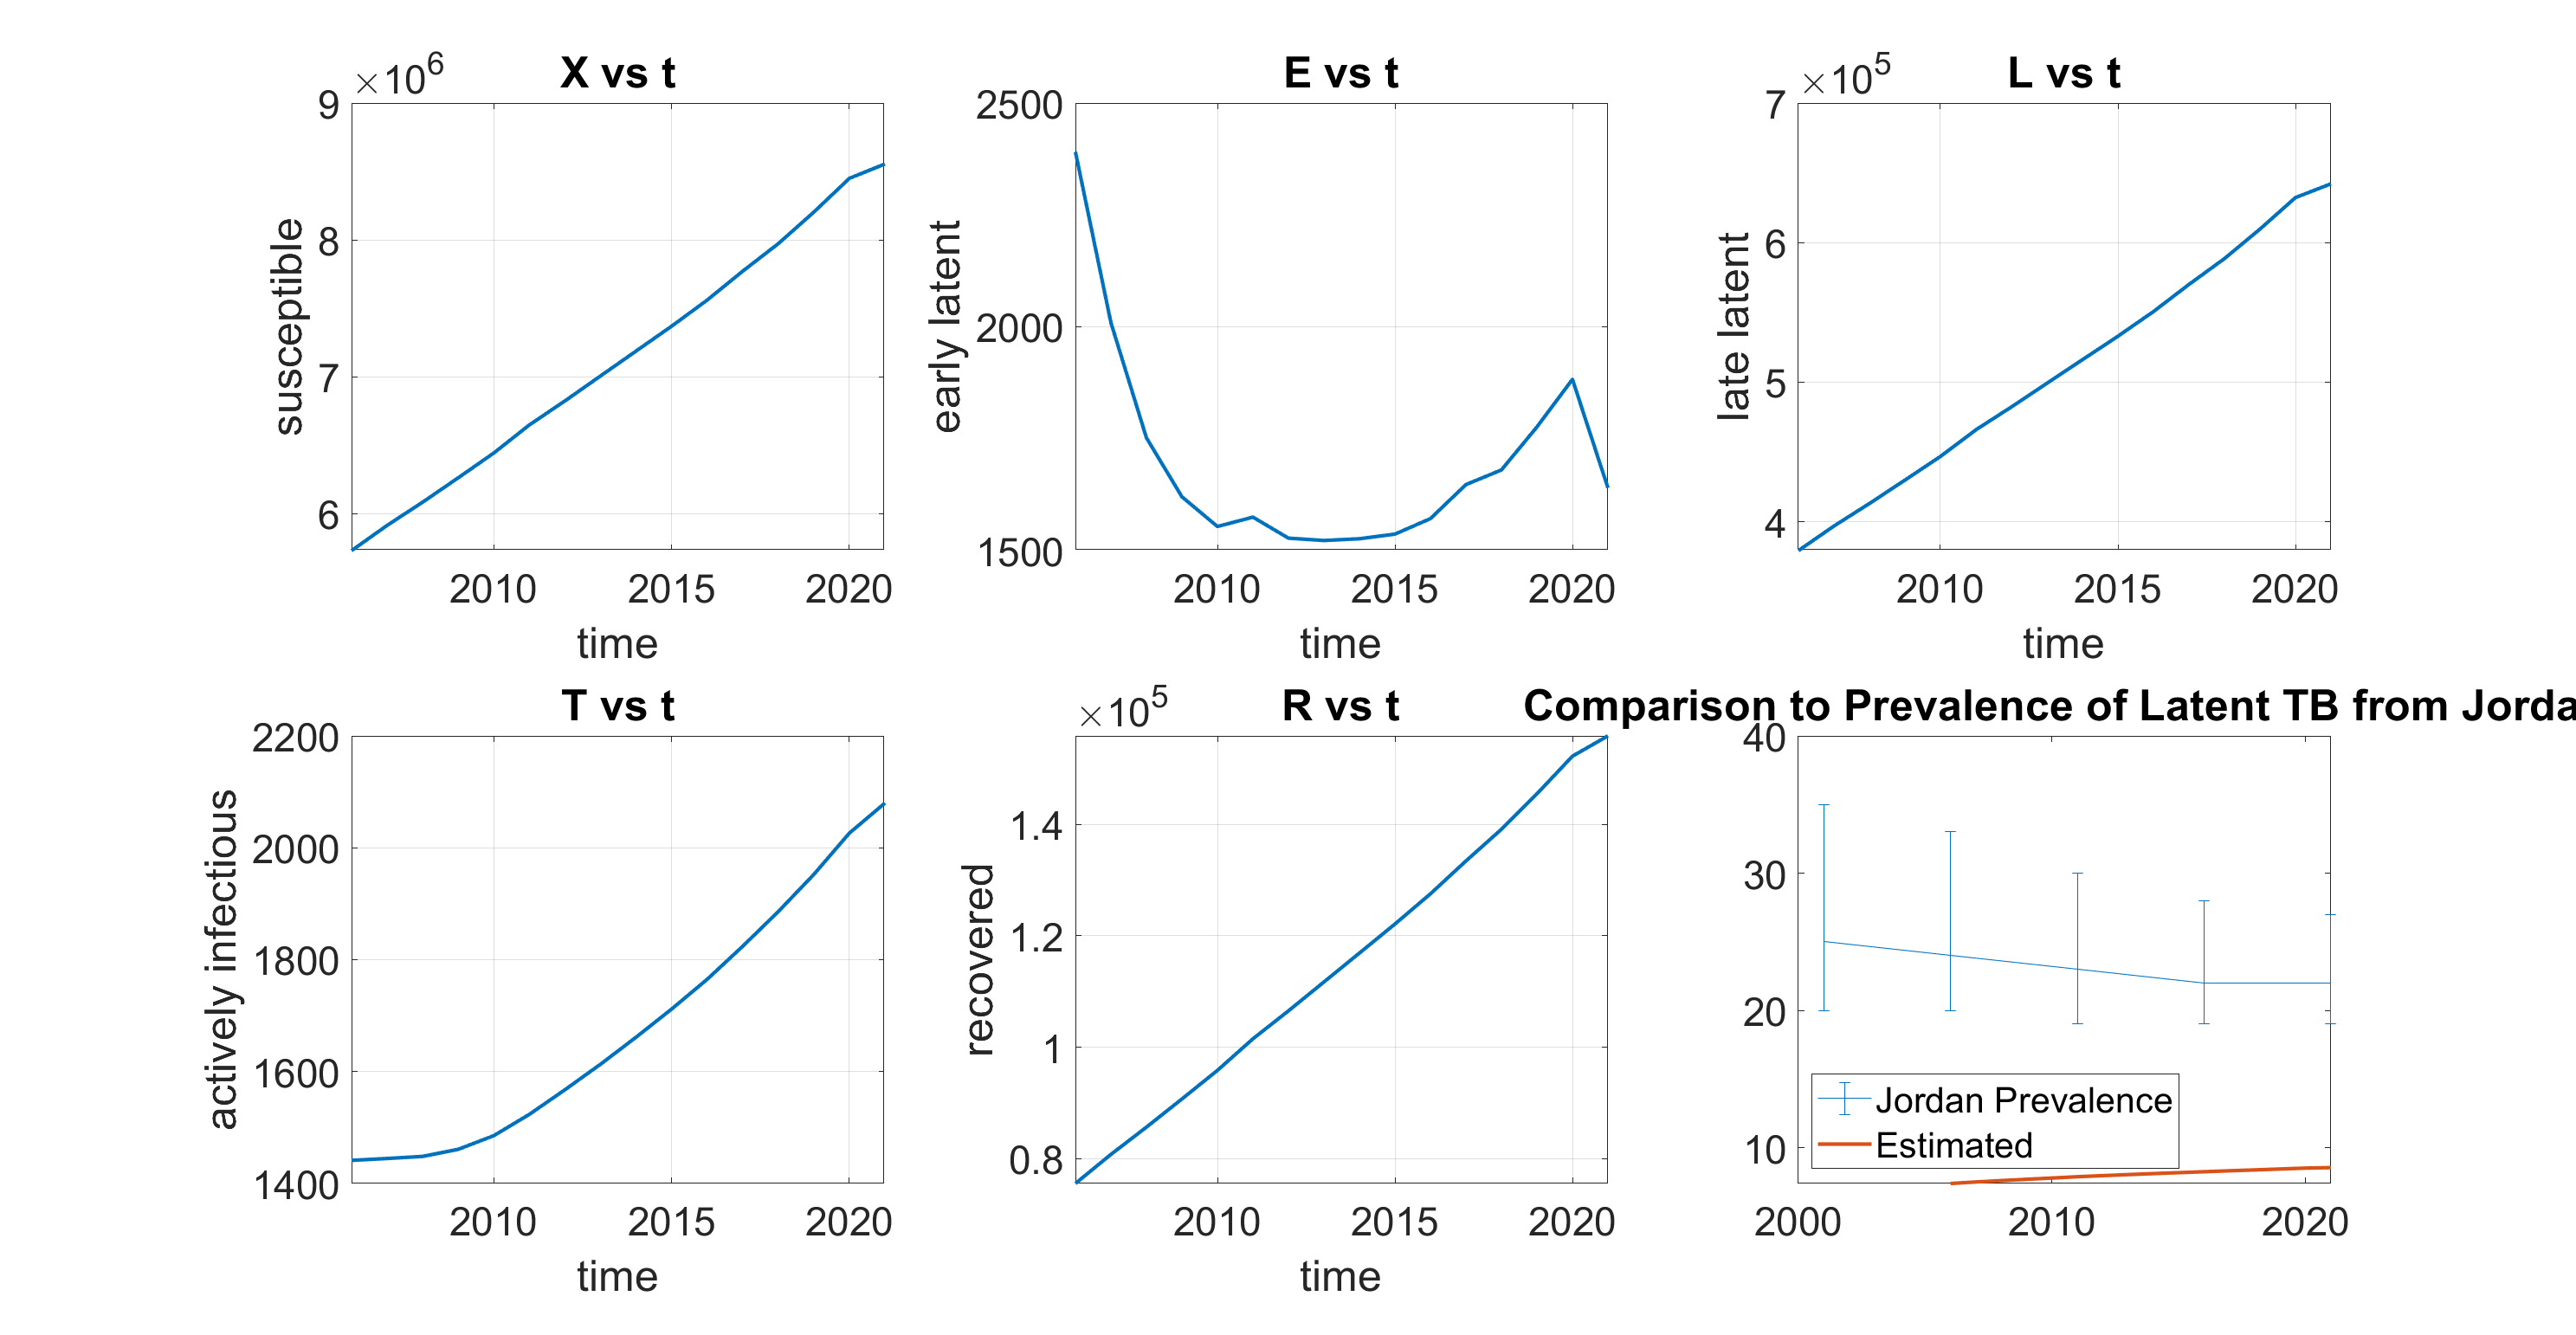 X vs t
×10^6
9
8
7
6
susceptible
2010 2015 2020
time
E vs t
2500
2000
1500
early latent
2010 2015 2020
time
L vs t
×10^5
7
6
5
4
late latent
2010 2015 2020
time
T vs t
2200
2000
1800
1600
1400
actively infectious
2010 2015 2020
time
R vs t
×10^5
1.4
1.2
1
0.8
recovered
2010 2015 2020
time
Comparison to Prevalence of Latent TB from Jorda
40
30
20
10
Jordan Prevalence
Estimated
2000 2010 2020